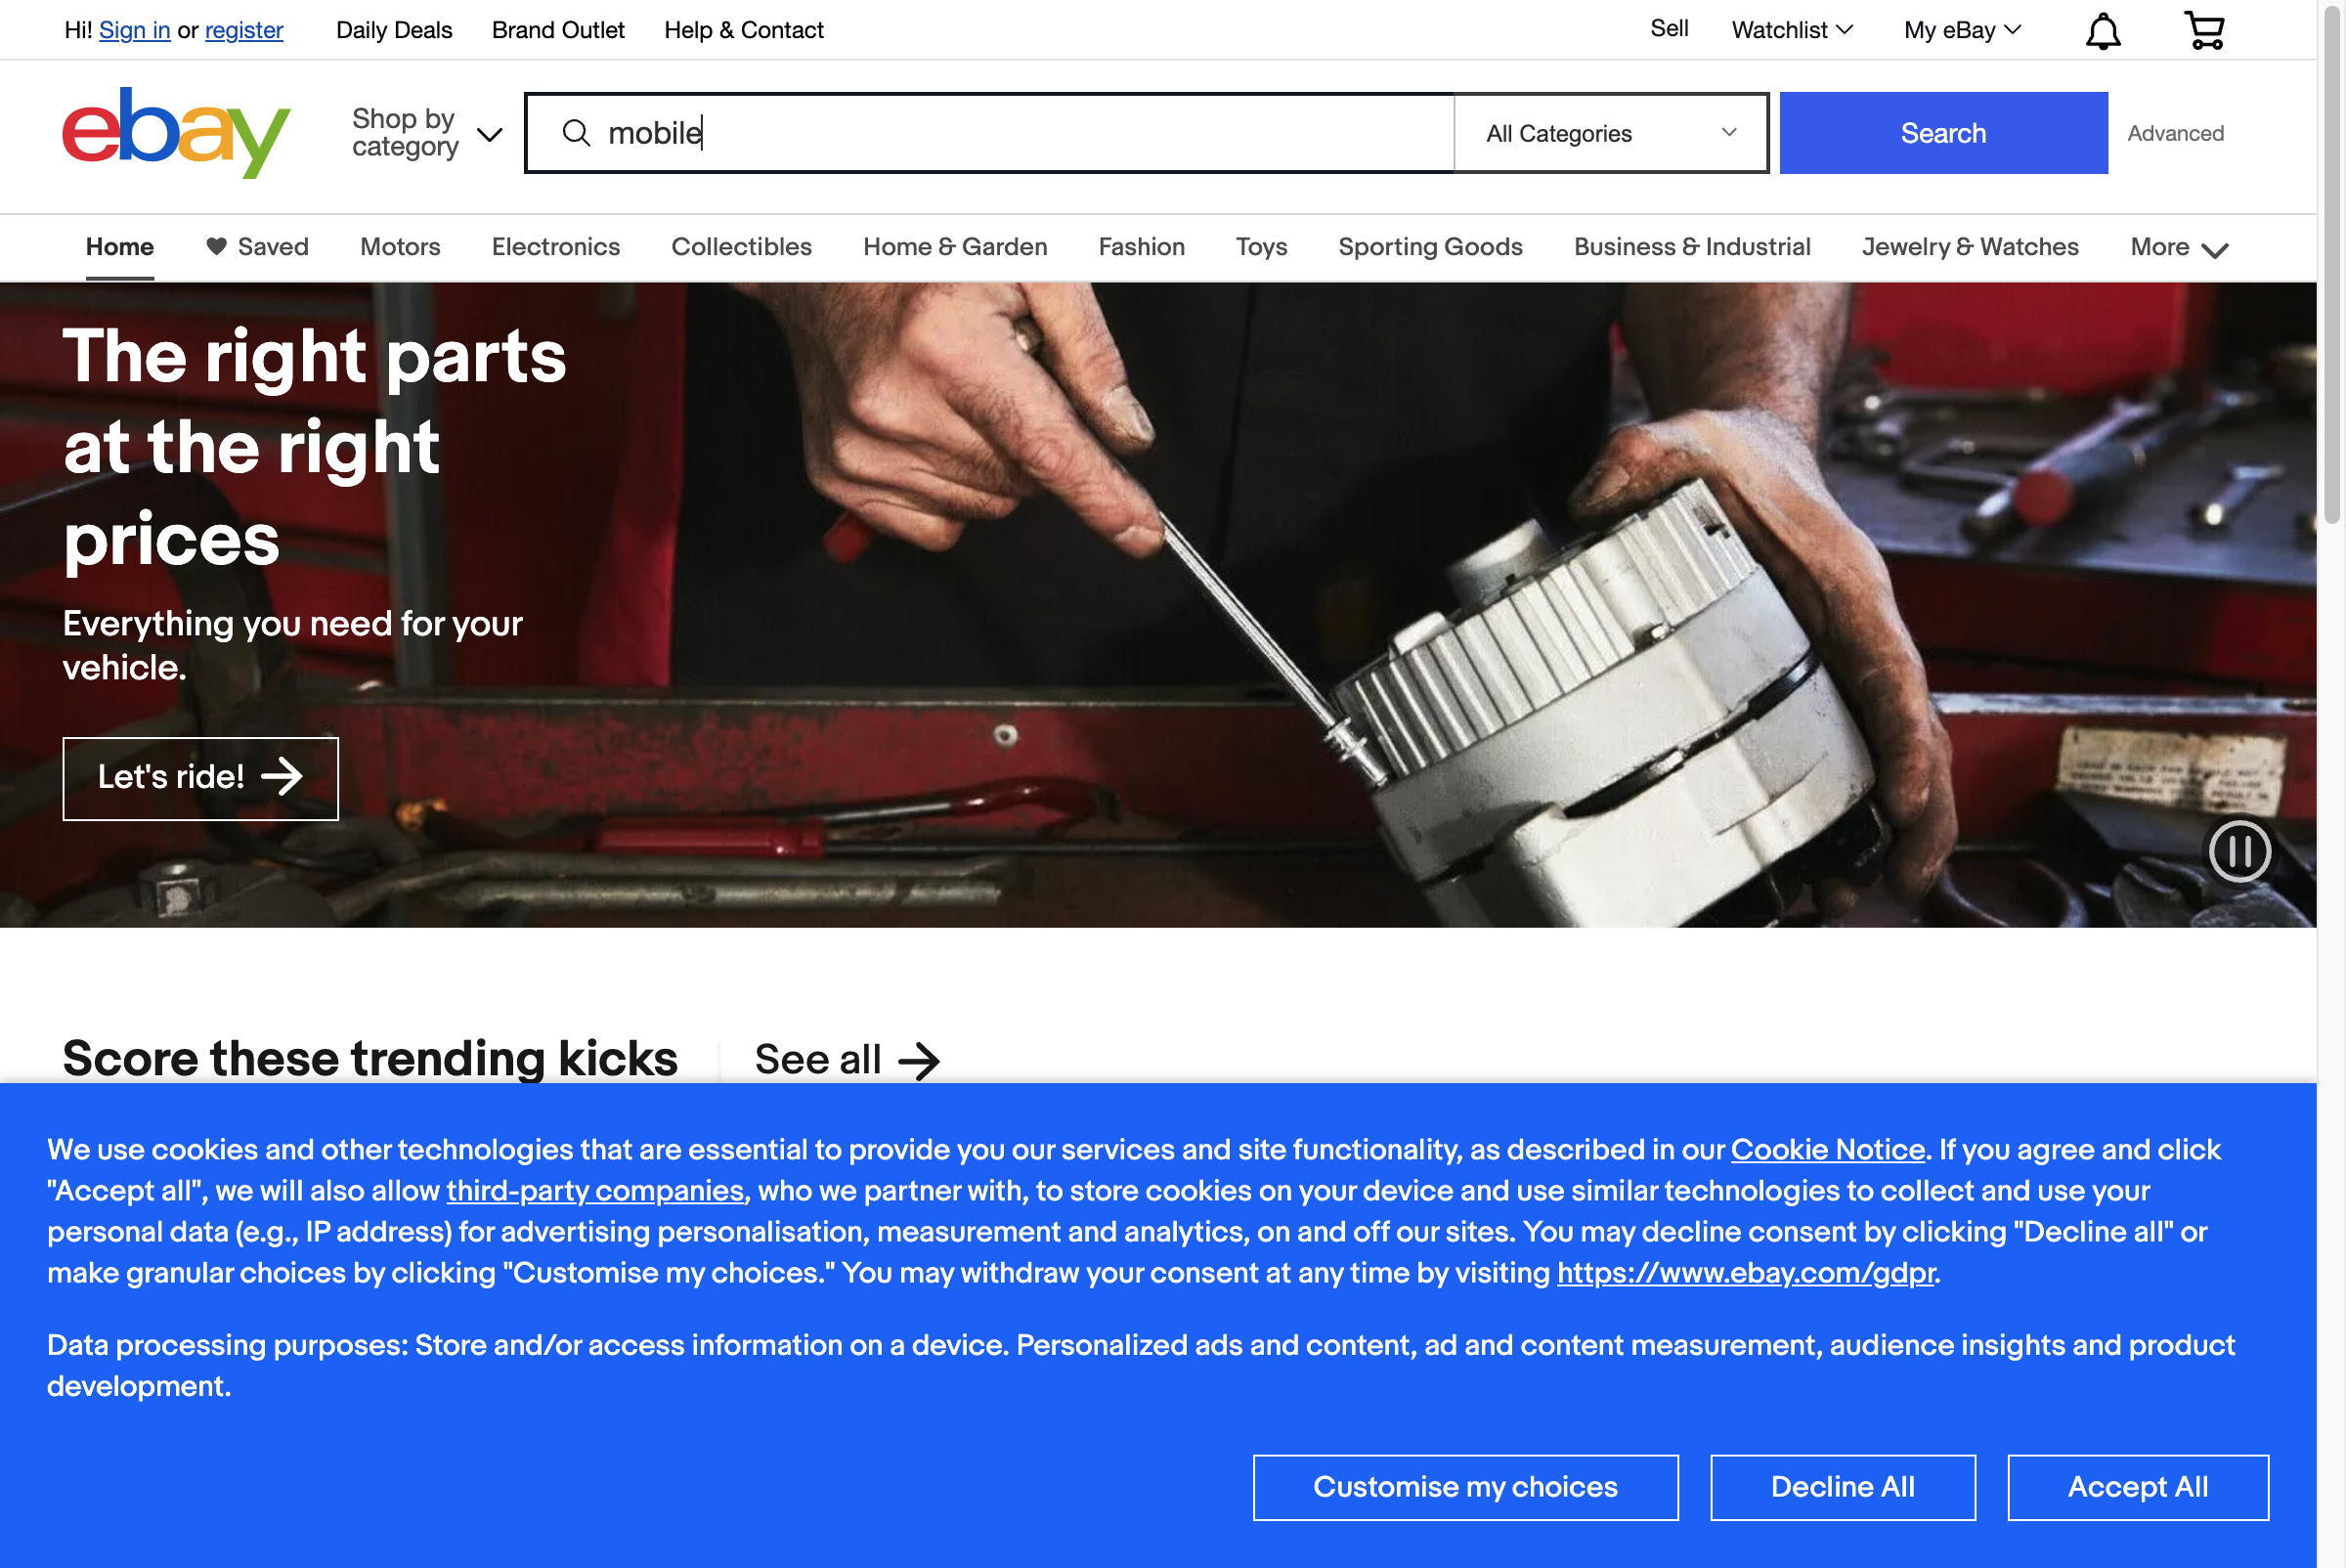 Hi! Sign in or register
Daily Deals
Brand Outlet
Help & Contact
Sell
Watchlist
My eBay
ebay
Shop by
category
mobile
All Categories
Search
Advanced
Home
Saved
Motors
Electronics
Collectibles
Home & Garden
Fashion
Toys
Sporting Goods
Business & Industrial
Jewelry & Watches
More
The right parts
at the right
prices
Everything you need for your
vehicle.
Let's ride!
Score these trending kicks
See all
We use cookies and other technologies that are essential to provide you our services and site functionality, as described in our Cookie Notice. If you agree and click
"Accept all", we will also allow third-party companies, who we partner with, to store cookies on your device and use similar technologies to collect and use your
personal data (e.g., IP address) for advertising personalisation, measurement and analytics, on and off our sites. You may decline consent by clicking "Decline all" or
make granular choices by clicking "Customise my choices." You may withdraw your consent at any time by visiting https://www.ebay.com/gdpr.
Data processing purposes: Store and/or access information on a device. Personalized ads and content, ad and content measurement, audience insights and product
development.
Customise my choices
Decline All
Accept All